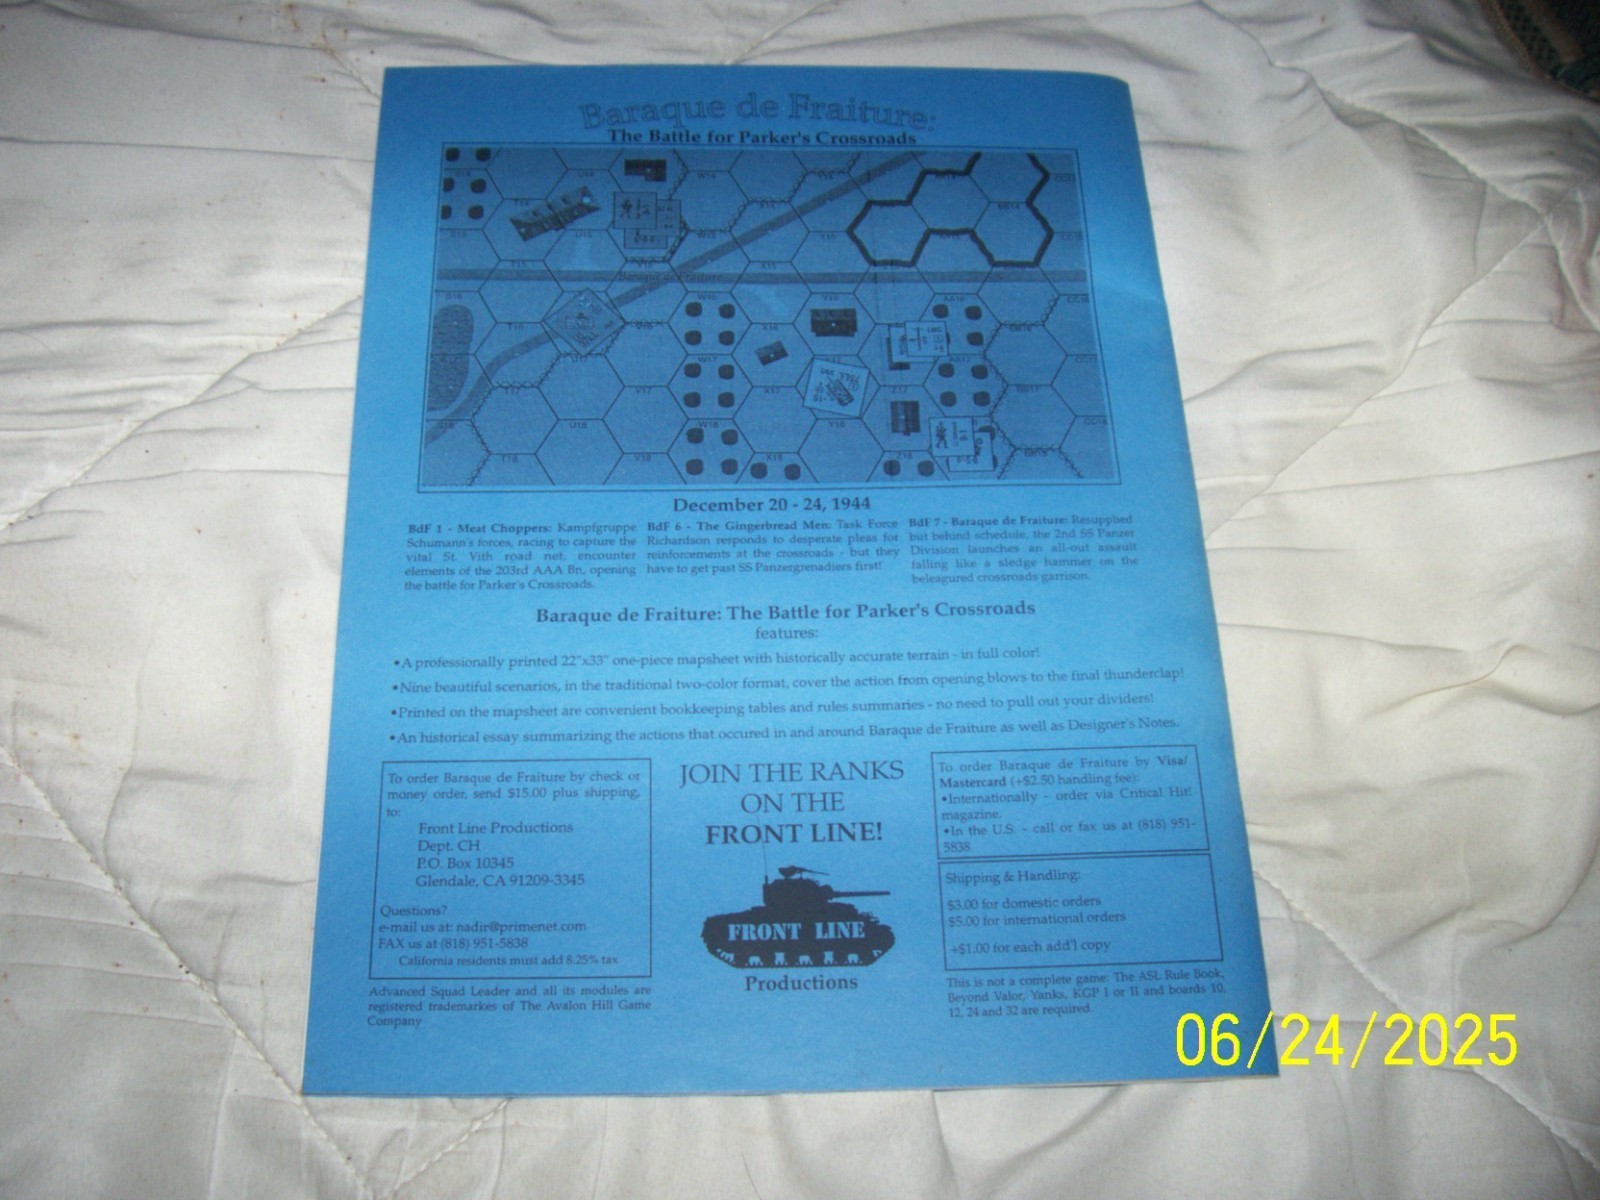 Baraque de Fraiture:
The Battle for Parker's Crossroads
Baraque de Fraiture
December 20 - 24, 1944
BdF 1 - Meat Choppers: Kampfgruppe
Schumann's forces, racing to capture the
vital St. Vith road net, encounter
elements of the 203rd AAA Bn, opening
the battle for Parker's Crossroads.
BdF 6 - The Gingerbread Men: Task Force
Richardson responds to desperate pleas for
reinforcements at the crossroads - but they
have to get past SS Panzergrenadiers first!
BdF 7 - Baraque de Fraiture: Resupplied
but behind schedule, the 2nd SS Panzer
Division launches an all-out assault
falling like a sledge hammer on the
beleagured crossroads garrison.
Baraque de Fraiture: The Battle for Parker's Crossroads
features:
•A professionally printed 22"x33" one-piece mapsheet with historically accurate terrain - in full color!
•Nine beautiful scenarios, in the traditional two-color format, cover the action from opening blows to the final thunderclap!
•Printed on the mapsheet are convenient bookkeeping tables and rules summaries - no need to pull out your dividers!
•An historical essay summarizing the actions that occured in and around Baraque de Fraiture as well as Designer's Notes.
To order Baraque de Fraiture by check or
money order, send $15.00 plus shipping,
to:
Front Line Productions
Dept. CH
P.O. Box 10345
Glendale, CA 91209-3345
Questions?
e-mail us at: nadir@primenet.com
FAX us at (818) 951-5838
California residents must add 8.25% tax
Advanced Squad Leader and all its modules are
registered trademarkes of The Avalon Hill Game
Company
JOIN THE RANKS
ON THE
FRONT LINE!
FRONT LINE
Productions
To order Baraque de Fraiture by Visa/
Mastercard (+$2.50 handling fee):
•Internationally - order via Critical Hit!
magazine.
•In the U.S. - call or fax us at (818) 951-
5838
Shipping & Handling:
$3.00 for domestic orders
$5.00 for international orders
+$1.00 for each add'l copy
This is not a complete game: The ASL Rule Book,
Beyond Valor, Yanks, KGP I or II and boards 10,
12, 24 and 32 are required.
06/24/2025